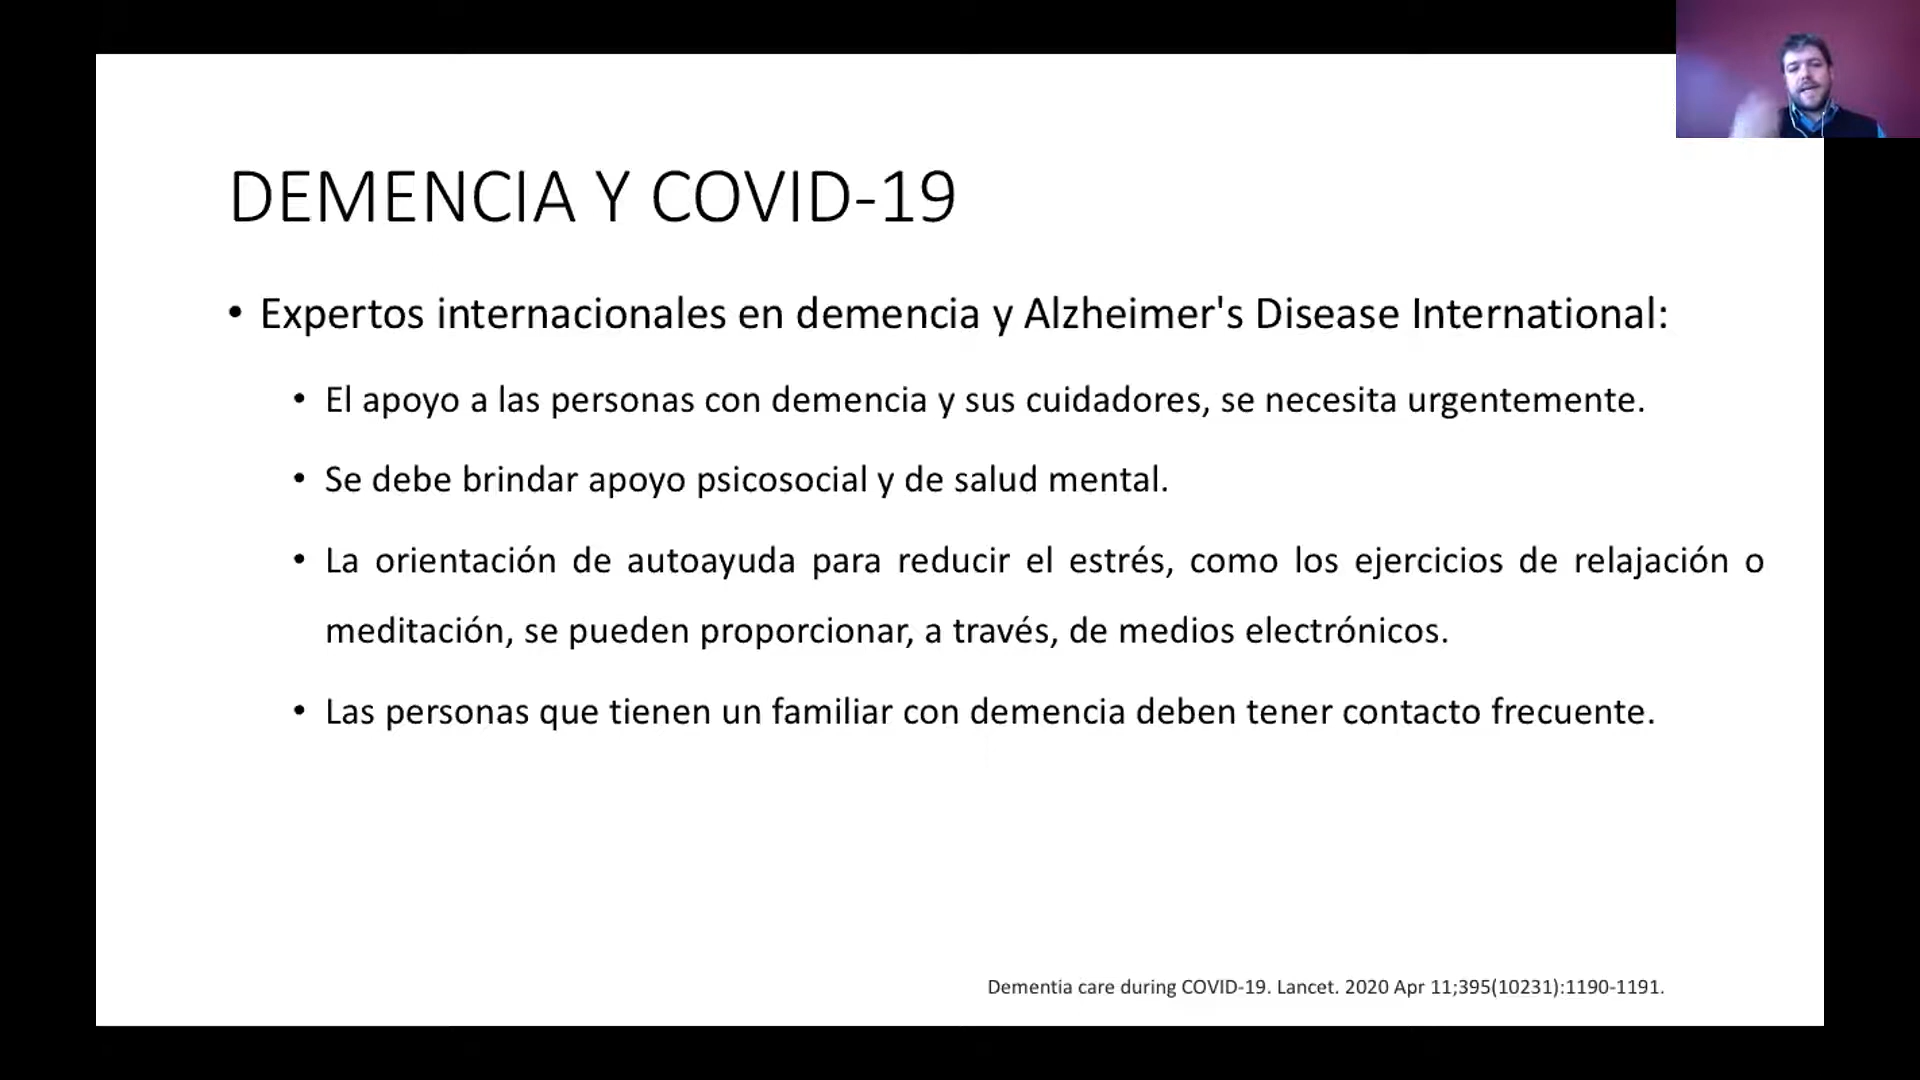 DEMENCIA Y COVID-19
• Expertos internacionales en demencia y Alzheimer's Disease International:
• El apoyo a las personas con demencia y sus cuidadores, se necesita urgentemente.
• Se debe brindar apoyo psicosocial y de salud mental.
• La orientación de autoayuda para reducir el estrés, como los ejercicios de relajación o
meditación, se pueden proporcionar, a través, de medios electrónicos.
• Las personas que tienen un familiar con demencia deben tener contacto frecuente.
Dementia care during COVID-19. Lancet. 2020 Apr 11;395(10231):1190-1191.